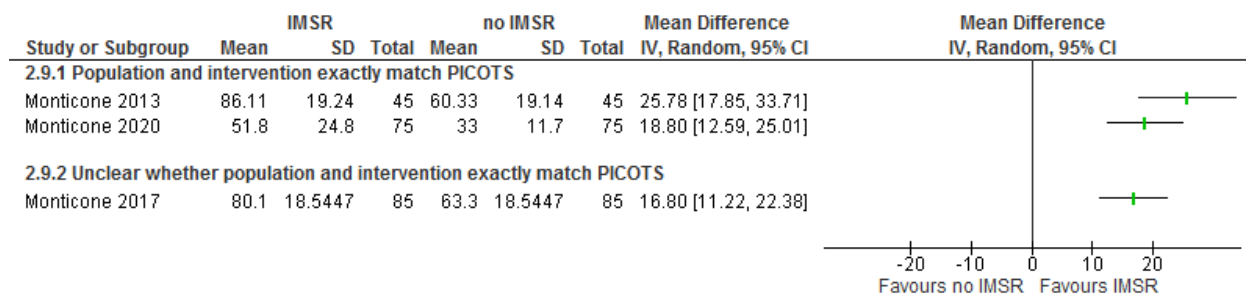 IMSR no IMSR Mean Difference Mean Difference
Study or Subgroup Mean SD Total Mean SD Total IV, Random, 95% CI IV, Random, 95% CI
2.9.1 Population and intervention exactly match PICOTS
Monticone 2013 86.11 19.24 45 60.33 19.14 45 25.78 [17.85, 33.71]
Monticone 2020 51.8 24.8 75 33 11.7 75 18.80 [12.59, 25.01]
2.9.2 Unclear whether population and intervention exactly match PICOTS
Monticone 2017 80.1 18.5447 85 63.3 18.5447 85 16.80 [11.22, 22.38]
-20 -10 0 10 20
Favours no IMSR Favours IMSR